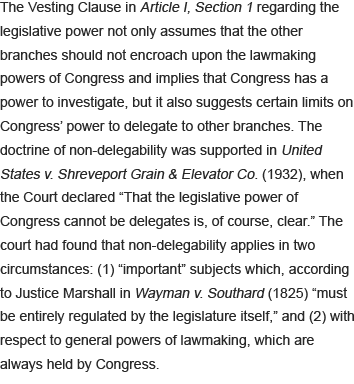 The Vesting Clause in Article I, Section 1 regarding the
legislative power not only assumes that the other
branches should not encroach upon the lawmaking
powers of Congress and implies that Congress has a
power to investigate, but it also suggests certain limits on
Congress’ power to delegate to other branches. The
doctrine of non-delegability was supported in United
States v. Shreveport Grain & Elevator Co. (1932), when
the Court declared “That the legislative power of
Congress cannot be delegates is, of course, clear.” The
court had found that non-delegability applies in two
circumstances: (1) “important” subjects which, according
to Justice Marshall in Wayman v. Southard (1825) “must
be entirely regulated by the legislature itself,” and (2) with
respect to general powers of lawmaking, which are
always held by Congress.